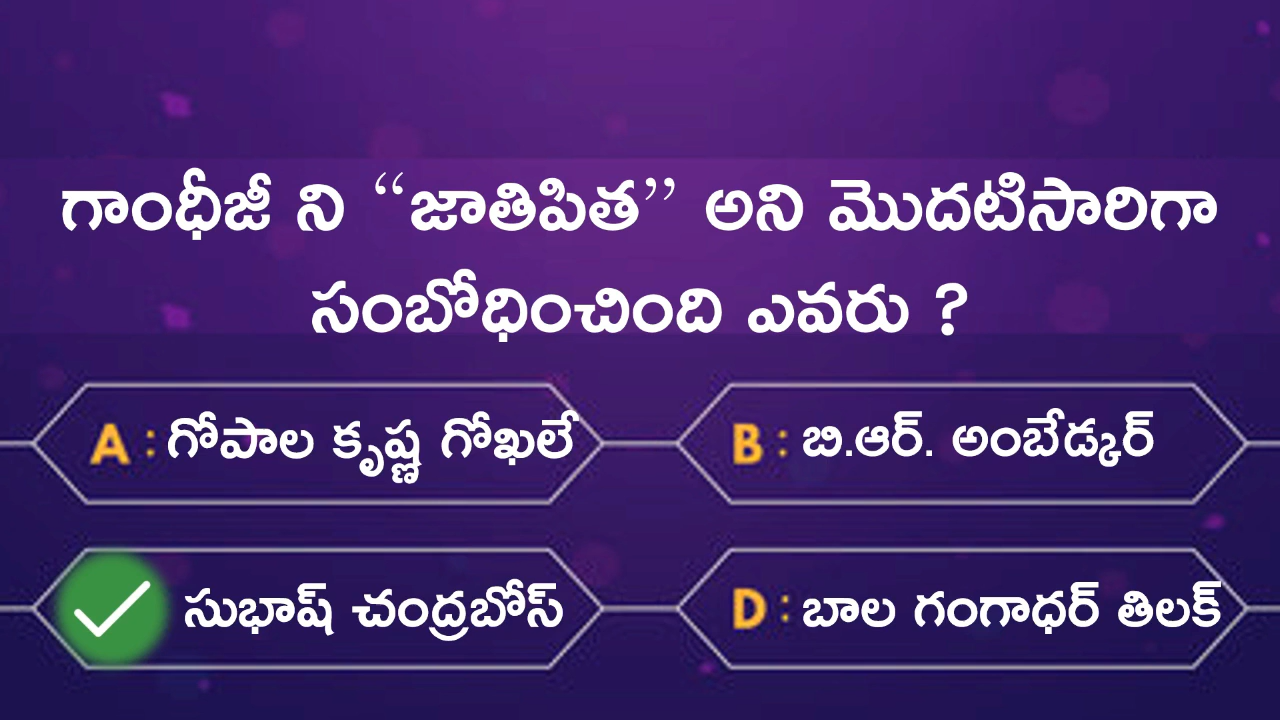 గాంధీజీ ని “జాతిపిత” అని మొదటిసారిగా
సంబోధించింది ఎవరు ?
A : గోపాల కృష్ణ గోఖలే
B : బి.ఆర్. అంబేడ్కర్
సుభాష్ చంద్రబోస్
D : బాల గంగాధర్ తిలక్